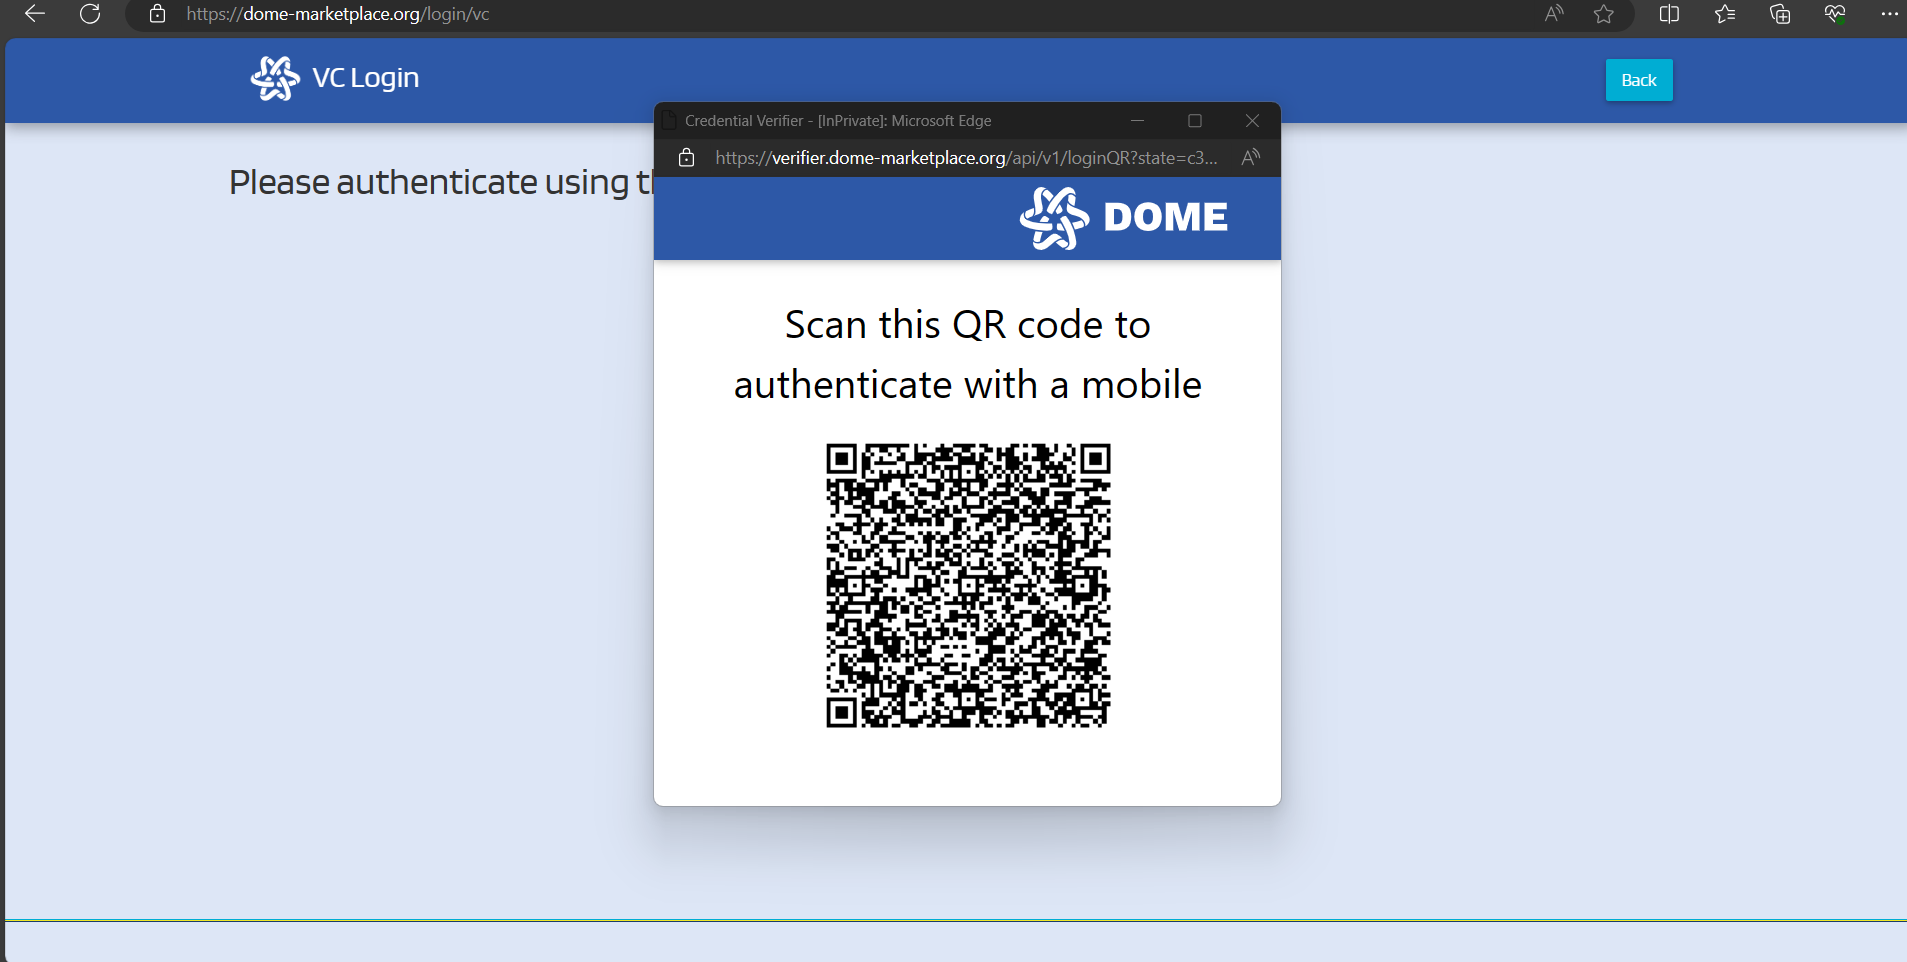 https://dome-marketplace.org/login/vc
VC Login
Back
Credential Verifier - [InPrivate]: Microsoft Edge
https://verifier.dome-marketplace.org/api/v1/loginQR?state=c3...
Please authenticate using
DOME
Scan this QR code to
authenticate with a mobile